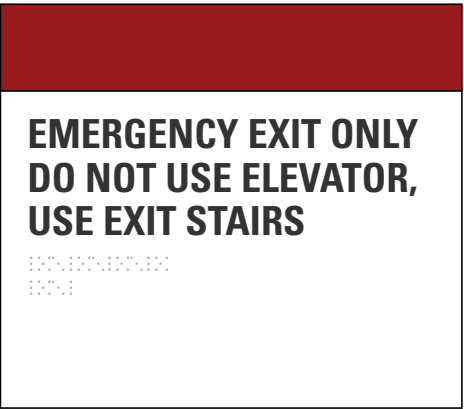 EMERGENCY EXIT ONLY
DO NOT USE ELEVATOR,
USE EXIT STAIRS